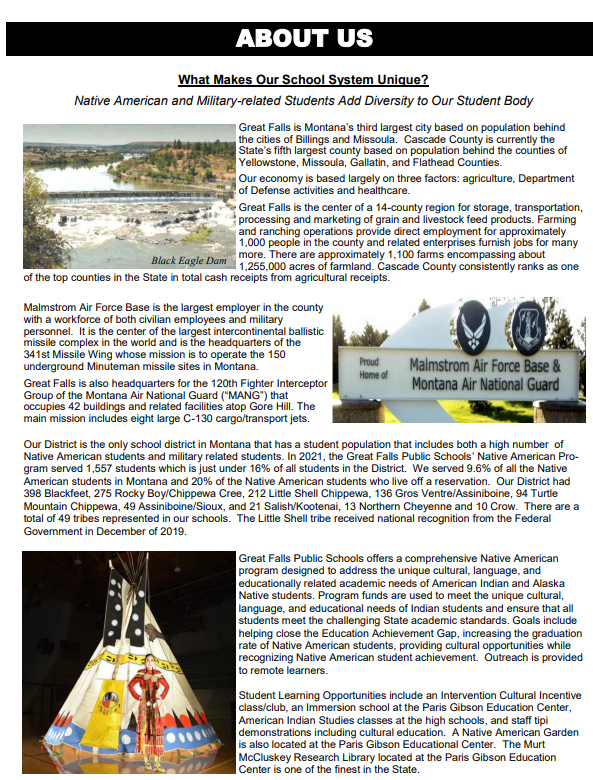 ABOUT US
What Makes Our School System Unique?
Native American and Military-related Students Add Diversity to Our Student Body
Great Falls is Montana's third largest city based on population behind
the cities of Billings and Missoula.  Cascade County is currently the
State's fifth largest county based on population behind the counties of
Yellowstone, Missoula, Gallatin, and Flathead Counties.
Our economy is based largely on three factors: agriculture, Department
of Defense activities and healthcare.
Great Falls is the center of a 14-county region for storage, transportation,
processing and marketing of grain and livestock feed products. Farming
and ranching operations provide direct employment for approximately
1,000 people in the county and related enterprises furnish jobs for many
more. There are approximately 1,100 farms encompassing about
1,255,000 acres of farmland. Cascade County consistently ranks as one
of the top counties in the State in total cash receipts from agricultural receipts.
Black Eagle Dam
Malmstrom Air Force Base is the largest employer in the county
with a workforce of both civilian employees and military
personnel.  It is the center of the largest intercontinental ballistic
missile complex in the world and is the headquarters of the
341st Missile Wing whose mission is to operate the 150
underground Minuteman missile sites in Montana.
Great Falls is also headquarters for the 120th Fighter Interceptor
Group of the Montana Air National Guard ("MANG") that
occupies 42 buildings and related facilities atop Gore Hill. The
main mission includes eight large C-130 cargo/transport jets.
Proud
Home of
Malmstrom Air Force Base &
Montana Air National Guard
Our District is the only school district in Montana that has a student population that includes both a high number  of
Native American students and military related students. In 2021, the Great Falls Public Schools' Native American Pro-
gram served 1,557 students which is just under 16% of all students in the District.  We served 9.6% of all the Native
American students in Montana and 20% of the Native American students who live off a reservation.  Our District had
398 Blackfeet, 275 Rocky Boy/Chippewa Cree, 212 Little Shell Chippewa, 136 Gros Ventre/Assiniboine, 94 Turtle
Mountain Chippewa, 49 Assiniboine/Sioux, and 21 Salish/Kootenai, 13 Northern Cheyenne and 10 Crow.  There are a
total of 49 tribes represented in our schools.  The Little Shell tribe received national recognition from the Federal
Government in December of 2019.
Great Falls Public Schools offers a comprehensive Native American
program designed to address the unique cultural, language, and
educationally related academic needs of American Indian and Alaska
Native students. Program funds are used to meet the unique cultural,
language, and educational needs of Indian students and ensure that all
students meet the challenging State academic standards. Goals include
helping close the Education Achievement Gap, increasing the graduation
rate of Native American students, providing cultural opportunities while
recognizing Native American student achievement.  Outreach is provided
to remote learners.
Student Learning Opportunities include an Intervention Cultural Incentive
class/club, an Immersion school at the Paris Gibson Education Center,
American Indian Studies classes at the high schools, and staff tipi
demonstrations including cultural education.  A Native American Garden
is also located at the Paris Gibson Educational Center.  The Murt
McCluskey Research Library located at the Paris Gibson Education
Center is one of the finest in the State.